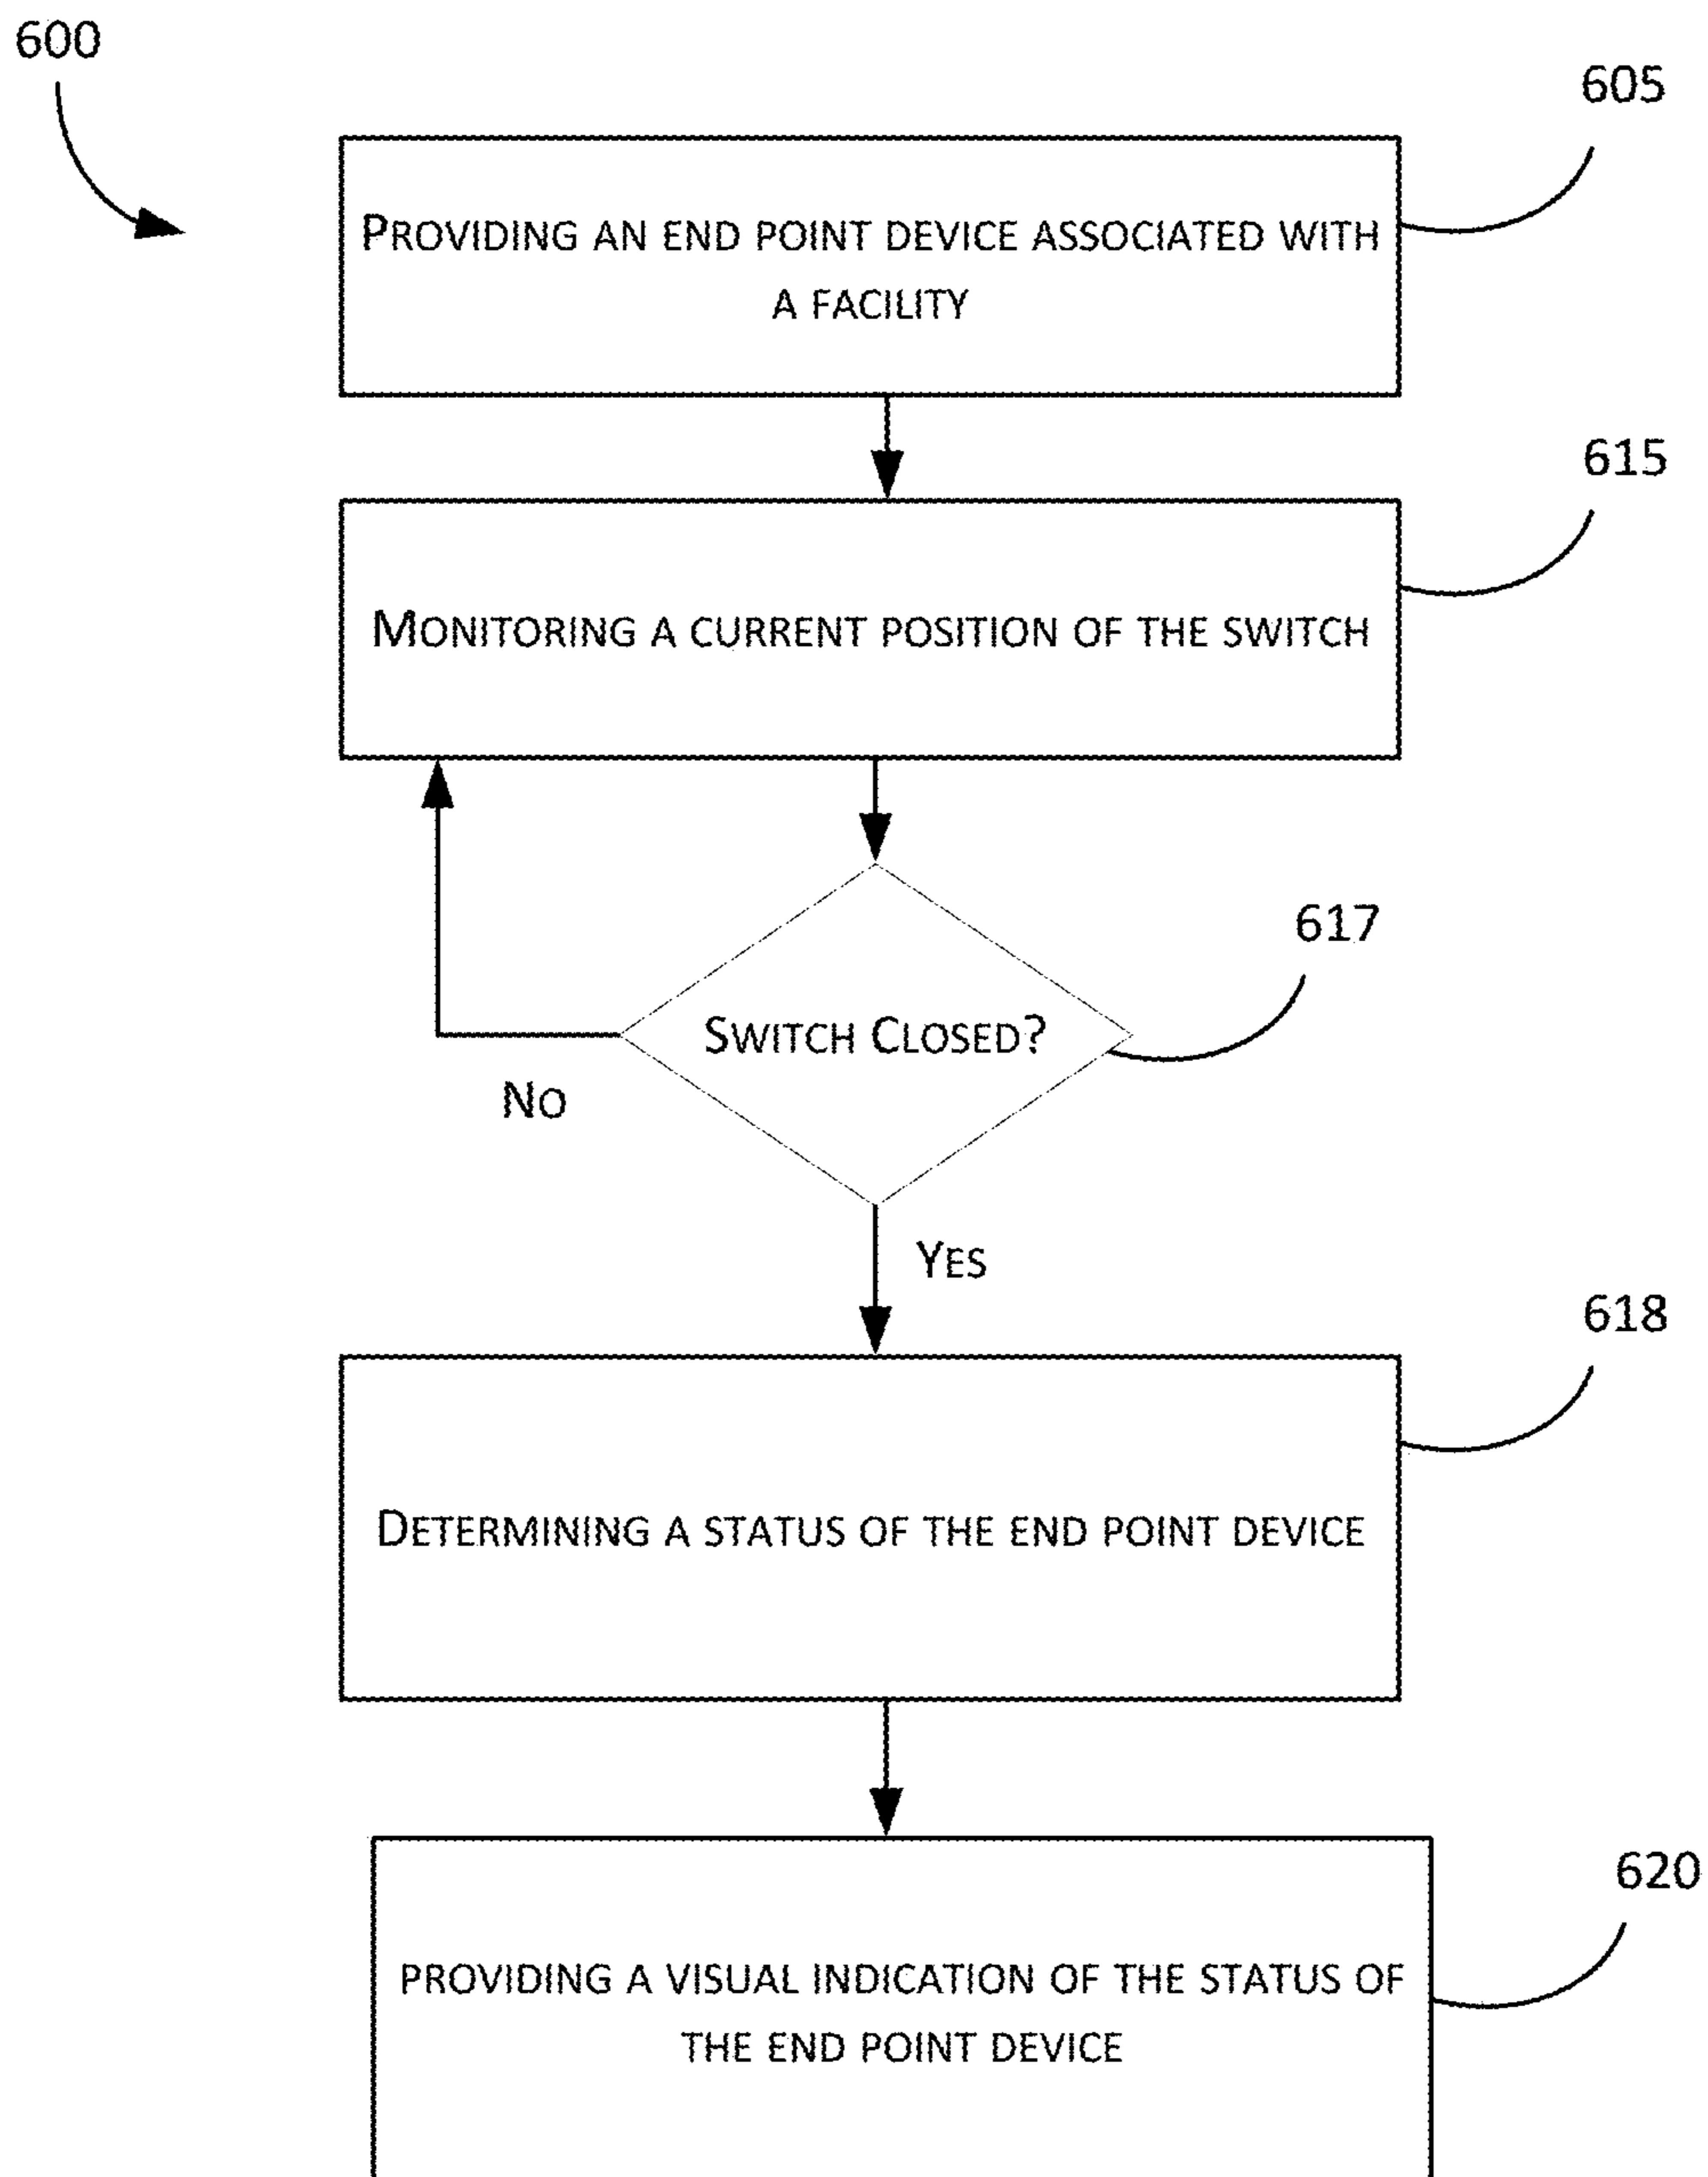 600
605
PROVIDING AN END POINT DEVICE ASSOCIATED WITH
A FACILITY
615
MONITORING A CURRENT POSITION OF THE SWITCH
617
SWITCH CLOSED?
NO
YES
618
DETERMINING A STATUS OF THE END POINT DEVICE
620
PROVIDING A VISUAL INDICATION OF THE STATUS OF
THE END POINT DEVICE